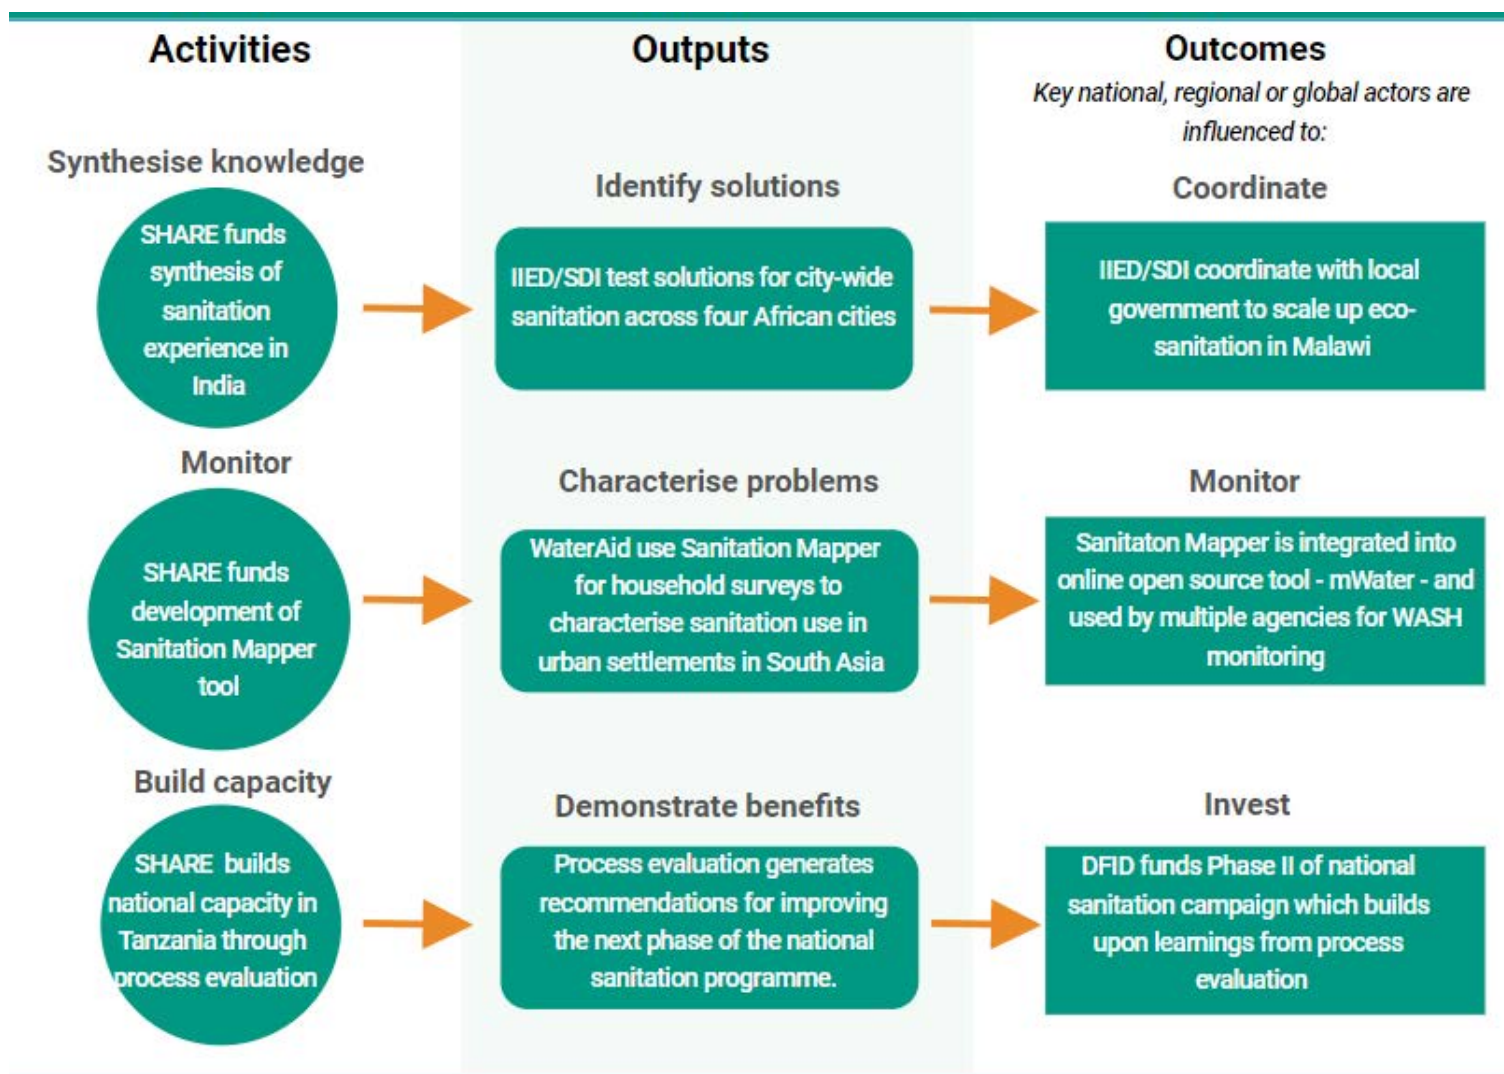 Activities
Outputs
Outcomes
Key national, regional or global actors are
influenced to:
Synthesise knowledge
SHARE funds
synthesis of
sanitation
experience in
India
Identify solutions
IIED/SDI test solutions for city-wide
sanitation across four African cities
Coordinate
IIED/SDI coordinate with local
government to scale up eco-
sanitation in Malawi
Monitor
SHARE funds
development of
Sanitation Mapper
tool
Characterise problems
WaterAid use Sanitation Mapper
for household surveys to
characterise sanitation use in
urban settlements in South Asia
Monitor
Sanitaton Mapper is integrated into
online open source tool - mWater - and
used by multiple agencies for WASH
monitoring
Build capacity
SHARE builds
national capacity in
Tanzania through
process evaluation
Demonstrate benefits
Process evaluation generates
recommendations for improving
the next phase of the national
sanitation programme.
Invest
DFID funds Phase II of national
sanitation campaign which builds
upon learnings from process
evaluation